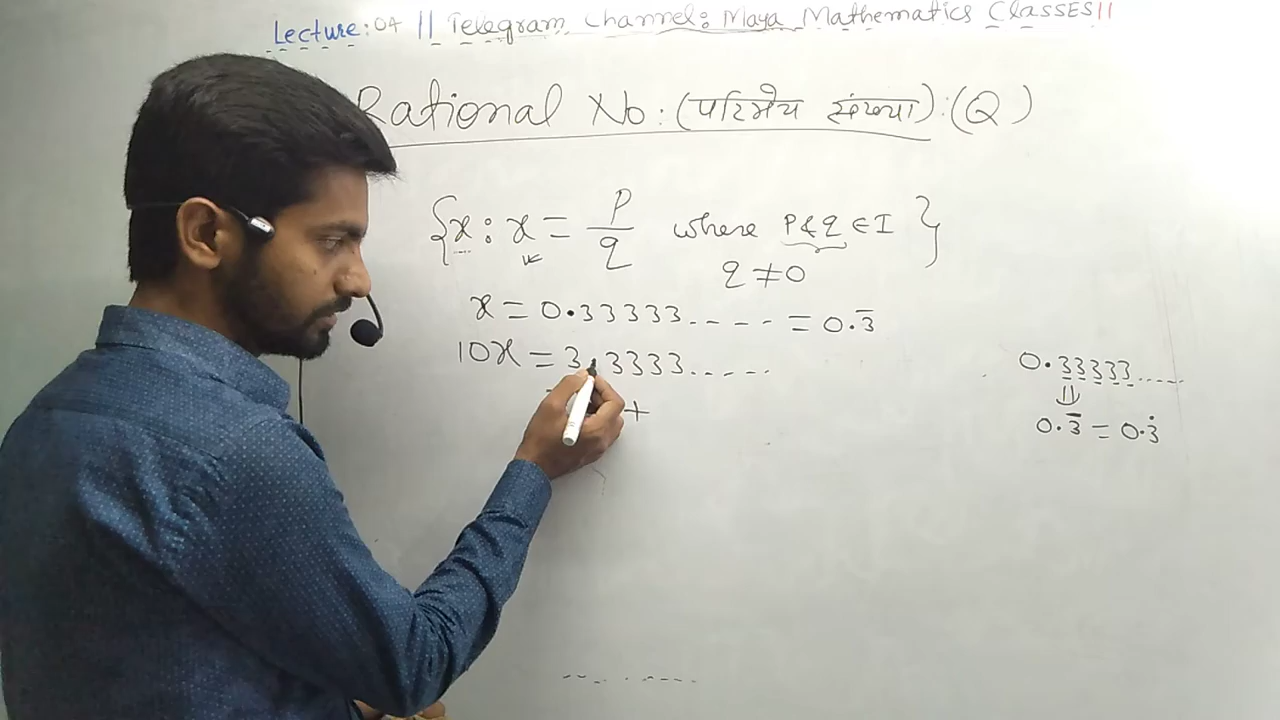 Lecture: 04 || Telegram Channel: Maya Mathematics Classes ||
Rational No: (परिमेय संख्या) : (Q)
{x : x = P/q where P & q ∈ I }
q ≠ 0
x = 0.33333..---- = 0.3̅
10x = 3.3333..----
+
0.33333....---
⇓
0.3̅ = 0.3̇